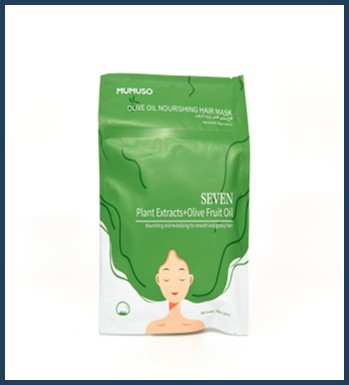 MUMUSO
OLIVE OIL NOURISHING HAIR MASK
SEVEN
Plant Extracts+Olive Fruit Oil
Nourishing and revitalizing for smooth and glossy hair